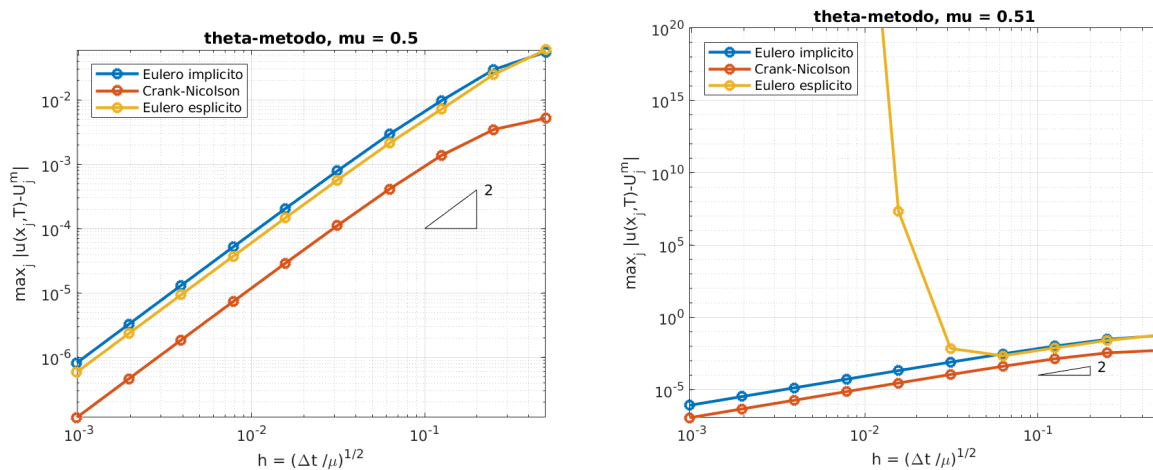 theta-metodo, mu = 0.5
Eulero implicito
Crank-Nicolson
Eulero esplicito
10^-2
10^-3
10^-4
10^-5
10^-6
2
max_j |u(x_j,T)-U_j^m|
10^-3
10^-2
10^-1
h = (Δt /μ)^1/2
theta-metodo, mu = 0.51
Eulero implicito
Crank-Nicolson
Eulero esplicito
10^20
10^15
10^10
10^5
10^0
10^-5
2
max_j |u(x_j,T)-U_j^m|
10^-3
10^-2
10^-1
h = (Δt /μ)^1/2